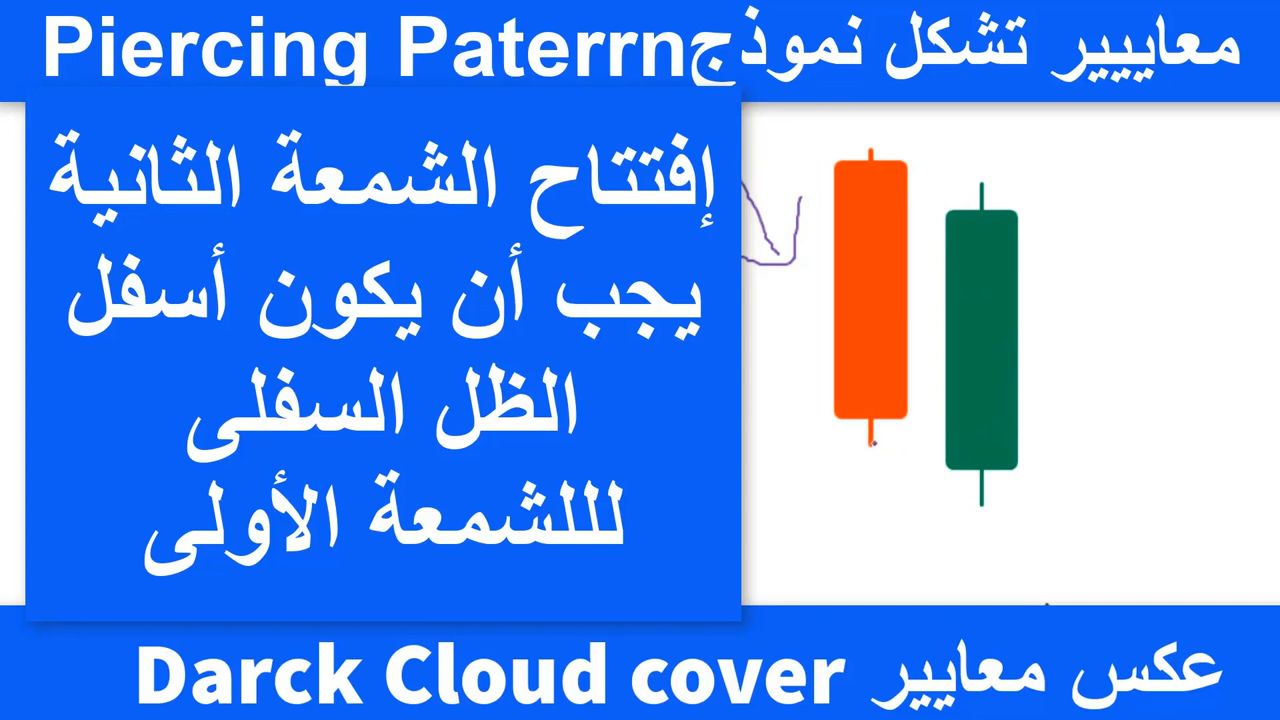 معاييير تشكل نموذجPiercing Paterrn
إفتتاح الشمعة الثانية
يجب أن يكون أسفل
الظل السفلى
لللشمعة الأولى
عكس معايير Darck Cloud cover